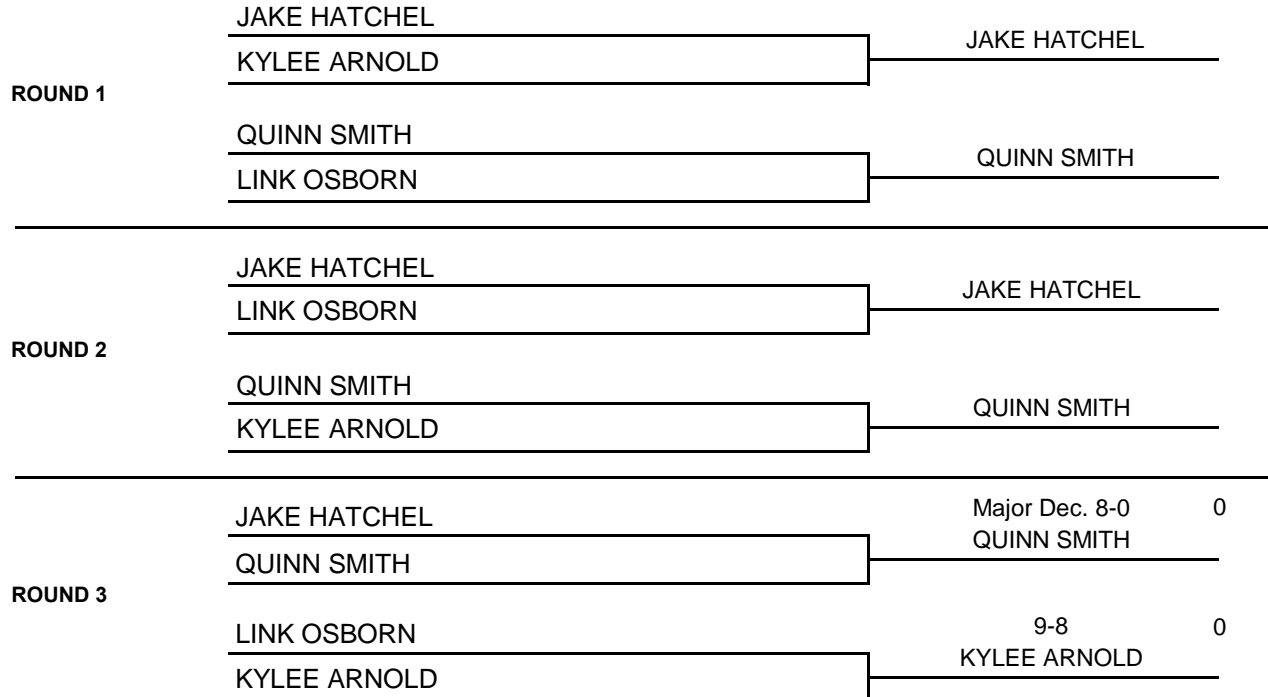 JAKE HATCHEL
JAKE HATCHEL
KYLEE ARNOLD
ROUND 1
QUINN SMITH
QUINN SMITH
LINK OSBORN
JAKE HATCHEL
JAKE HATCHEL
LINK OSBORN
ROUND 2
QUINN SMITH
QUINN SMITH
KYLEE ARNOLD
Major Dec. 8-0 0
JAKE HATCHEL
QUINN SMITH
QUINN SMITH
ROUND 3
9-8 0
LINK OSBORN
KYLEE ARNOLD
KYLEE ARNOLD